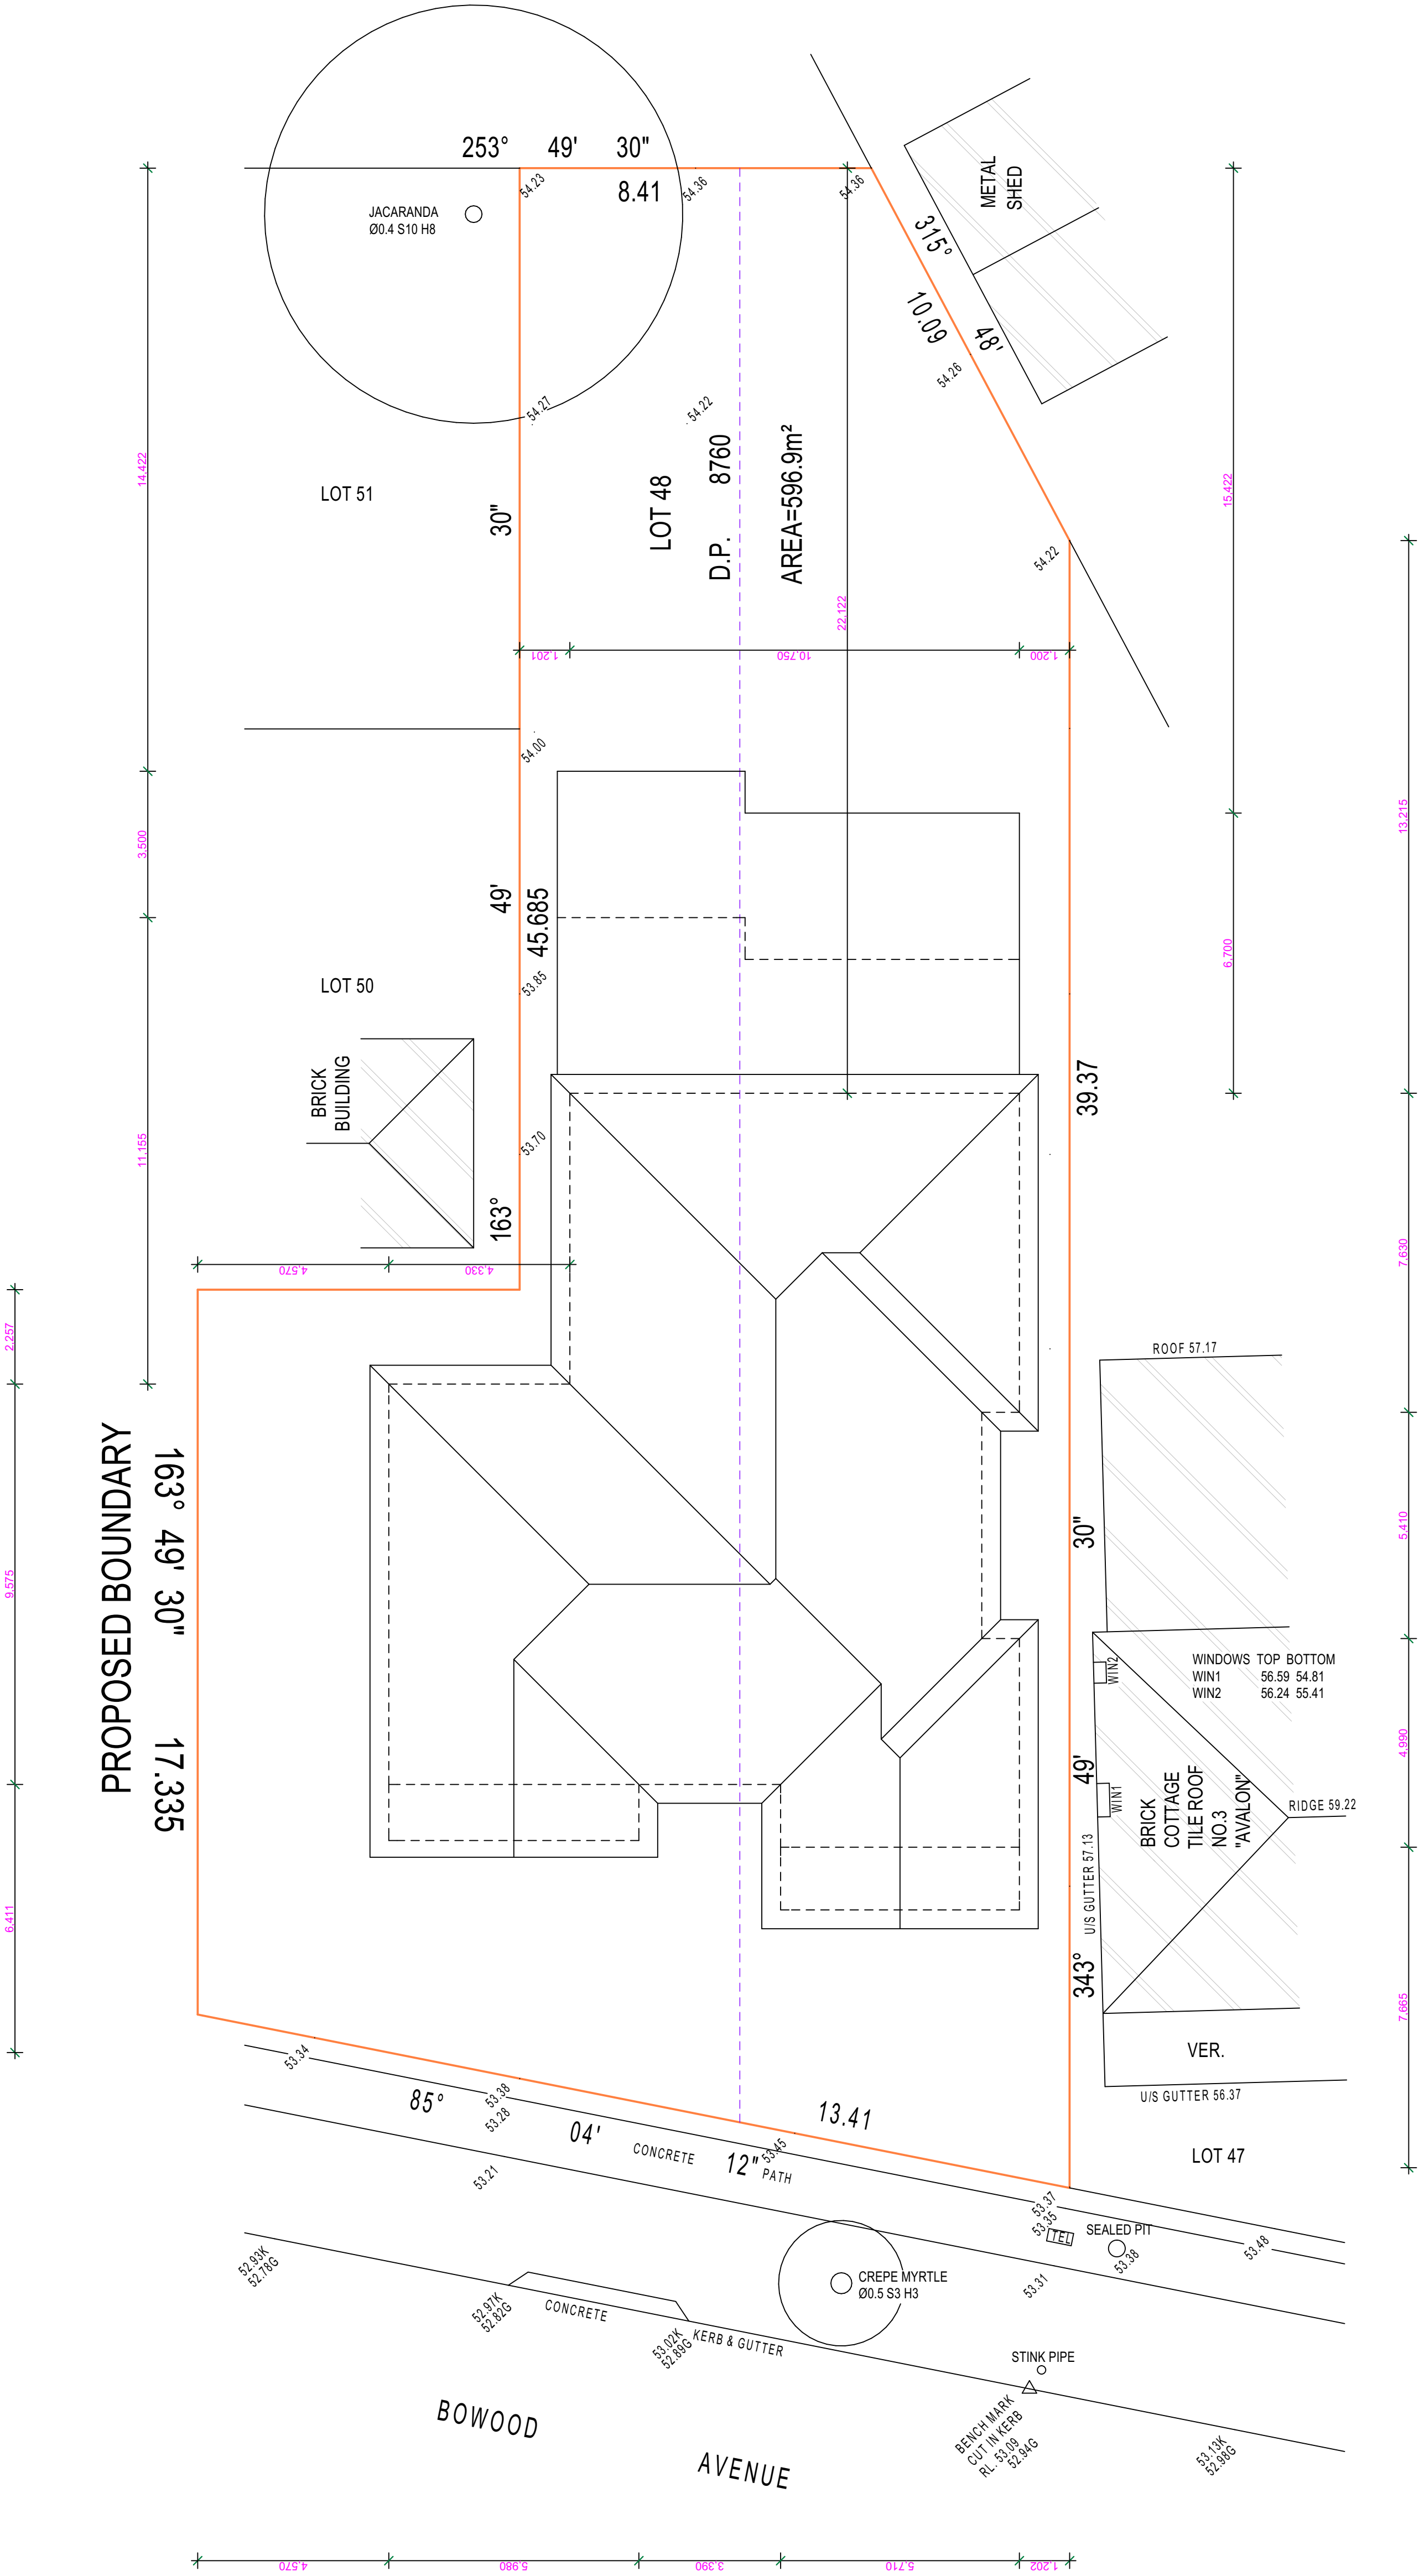 253° 49' 30"
8.41
54.23
54.36
54.36
JACARANDA
Ø0.4 S10 H8
METAL
SHED
315° 48'
10.09
54.26
54.27
54.22
54.22
14,422
15,422
22,122
13,215
LOT 51
LOT 48
D.P. 8760
AREA=596.9m²
1,201
10,750
1,200
54.00
3,500
6,700
LOT 50
163° 49' 30"
45.685
53.85
53.70
BRICK
BUILDING
11,155
39.37
4,570
4,330
7,630
2,257
PROPOSED BOUNDARY
163° 49' 30" 17.335
9,575
6,411
ROOF 57.17
5,410
343° 49' 30"
WIN2
WIN1
WINDOWS TOP BOTTOM
WIN1 56.59 54.81
WIN2 56.24 55.41
4,990
BRICK
COTTAGE
TILE ROOF
NO.3
"AVALON"
RIDGE 59.22
U/S GUTTER 57.13
7,665
VER.
U/S GUTTER 56.37
LOT 47
53.34
53.38
53.28
53.21
85° 04' 12"
13.41
53.45
CONCRETE PATH
53.37
53.35
TEL
SEALED PIT
53.38
53.48
53.31
CREPE MYRTLE
Ø0.5 S3 H3
52.93K
52.78G
52.97K
52.82G
CONCRETE
53.02K
52.89G
KERB & GUTTER
STINK PIPE
BENCH MARK
CUT IN KERB
RL. 53.09
52.94G
53.13K
52.98G
BOWOOD AVENUE
4,570
5,980
3,390
5,710
1,202